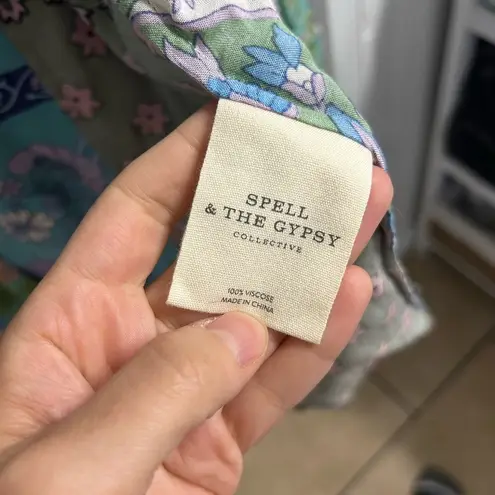 SPELL
& THE GYPSY
COLLECTIVE
100% VISCOSE
MADE IN CHINA